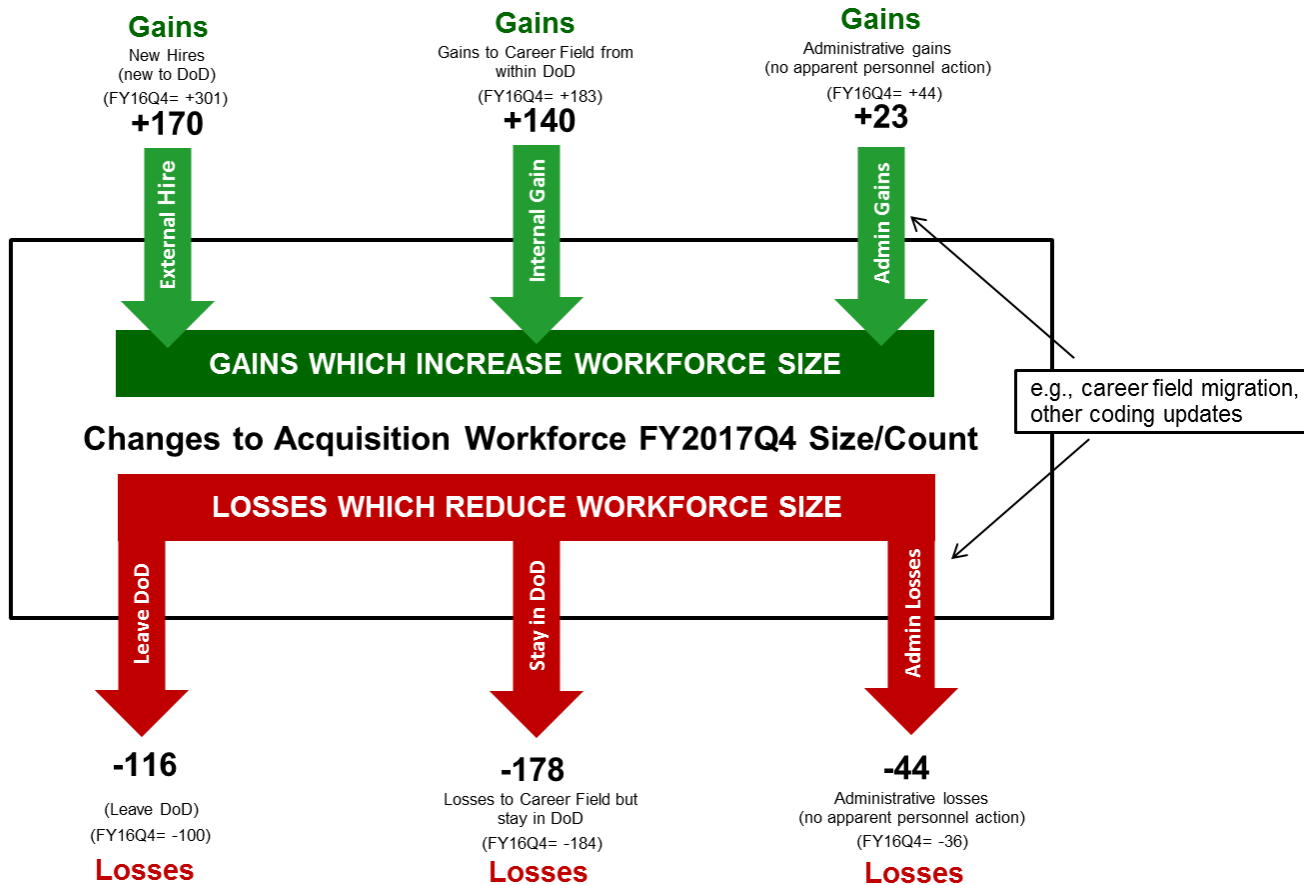 Gains
New Hires
(new to DoD)
(FY16Q4= +301)
+170
External Hire
Gains
Gains to Career Field from
within DoD
(FY16Q4= +183)
+140
Internal Gain
Gains
Administrative gains
(no apparent personnel action)
(FY16Q4= +44)
+23
Admin Gains
GAINS WHICH INCREASE WORKFORCE SIZE
e.g., career field migration,
other coding updates
Changes to Acquisition Workforce FY2017Q4 Size/Count
LOSSES WHICH REDUCE WORKFORCE SIZE
Leave DoD
-116
(Leave DoD)
(FY16Q4= -100)
Losses
Stay in DoD
-178
Losses to Career Field but
stay in DoD
(FY16Q4= -184)
Losses
Admin Losses
-44
Administrative losses
(no apparent personnel action)
(FY16Q4= -36)
Losses